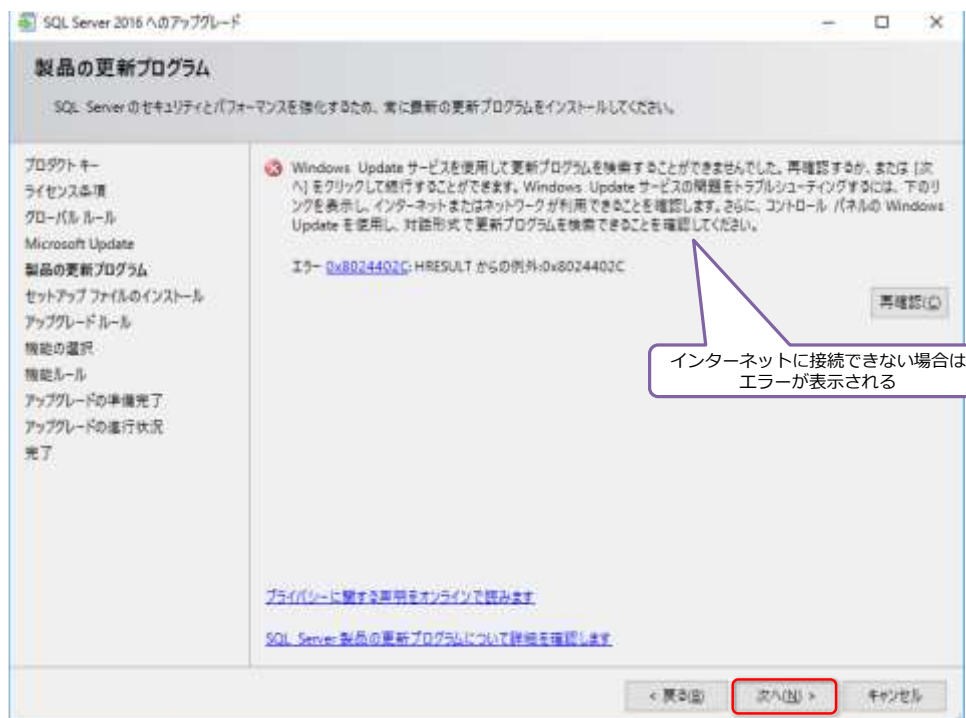 SQL Server 2016 へのアップグレード
製品の更新プログラム
SQL Server のセキュリティとパフォーマンスを強化するため、常に最新の更新プログラムをインストールしてください。
プロダクト キー
ライセンス条項
グローバル ルール
Microsoft Update
製品の更新プログラム
セットアップ ファイルのインストール
アップグレード ルール
機能の選択
機能ルール
アップグレードの準備完了
アップグレードの進行状況
完了
Windows Update サービスを使用して更新プログラムを検索することができませんでした。再確認するか、または [次
へ] をクリックして続行することができます。Windows Update サービスの問題をトラブルシューティングするには、下のリ
ンクを表示し、インターネットまたはネットワークが利用できることを確認します。さらに、コントロール パネルの Windows
Update を使用し、対話形式で更新プログラムを検索できることを確認してください。
エラー 0x8024402C: HRESULT からの例外:0x8024402C
再確認(C)
インターネットに接続できない場合は
エラーが表示される
プライバシーに関する声明をオンラインで読みます
SQL Server 製品の更新プログラムについて詳細を確認します
< 戻る(B)
次へ(N) >
キャンセル